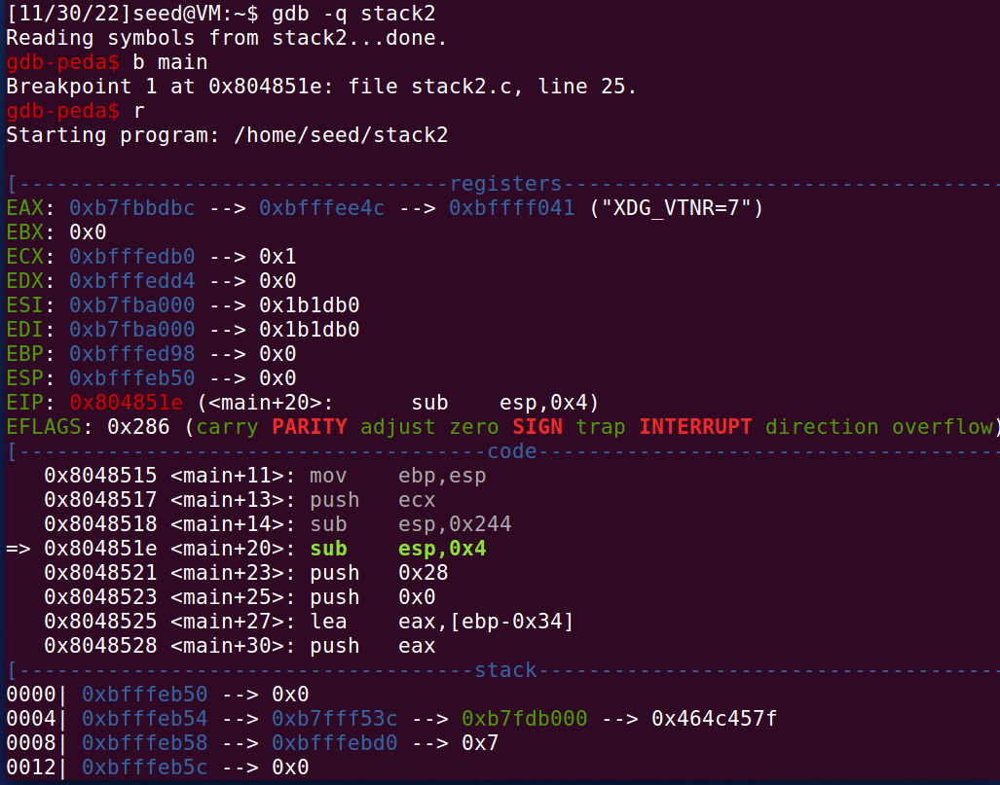 [11/30/22]seed@VM:~$ gdb -q stack2
Reading symbols from stack2...done.
gdb-peda$ b main
Breakpoint 1 at 0x804851e: file stack2.c, line 25.
gdb-peda$ r
Starting program: /home/seed/stack2
[----------------------------------registers-----------------------------------
EAX: 0xb7fbbdbc --> 0xbfffee4c --> 0xbffff041 ("XDG_VTNR=7")
EBX: 0x0
ECX: 0xbfffedb0 --> 0x1
EDX: 0xbfffedd4 --> 0x0
ESI: 0xb7fba000 --> 0x1b1db0
EDI: 0xb7fba000 --> 0x1b1db0
EBP: 0xbfffed98 --> 0x0
ESP: 0xbfffeb50 --> 0x0
EIP: 0x804851e (<main+20>:      sub    esp,0x4)
EFLAGS: 0x286 (carry PARITY adjust zero SIGN trap INTERRUPT direction overflow)
[-------------------------------------code-------------------------------------
   0x8048515 <main+11>: mov    ebp,esp
   0x8048517 <main+13>: push   ecx
   0x8048518 <main+14>: sub    esp,0x244
=> 0x804851e <main+20>: sub    esp,0x4
   0x8048521 <main+23>: push   0x28
   0x8048523 <main+25>: push   0x0
   0x8048525 <main+27>: lea    eax,[ebp-0x34]
   0x8048528 <main+30>: push   eax
[------------------------------------stack-------------------------------------
0000| 0xbfffeb50 --> 0x0
0004| 0xbfffeb54 --> 0xb7fff53c --> 0xb7fdb000 --> 0x464c457f
0008| 0xbfffeb58 --> 0xbfffebd0 --> 0x7
0012| 0xbfffeb5c --> 0x0